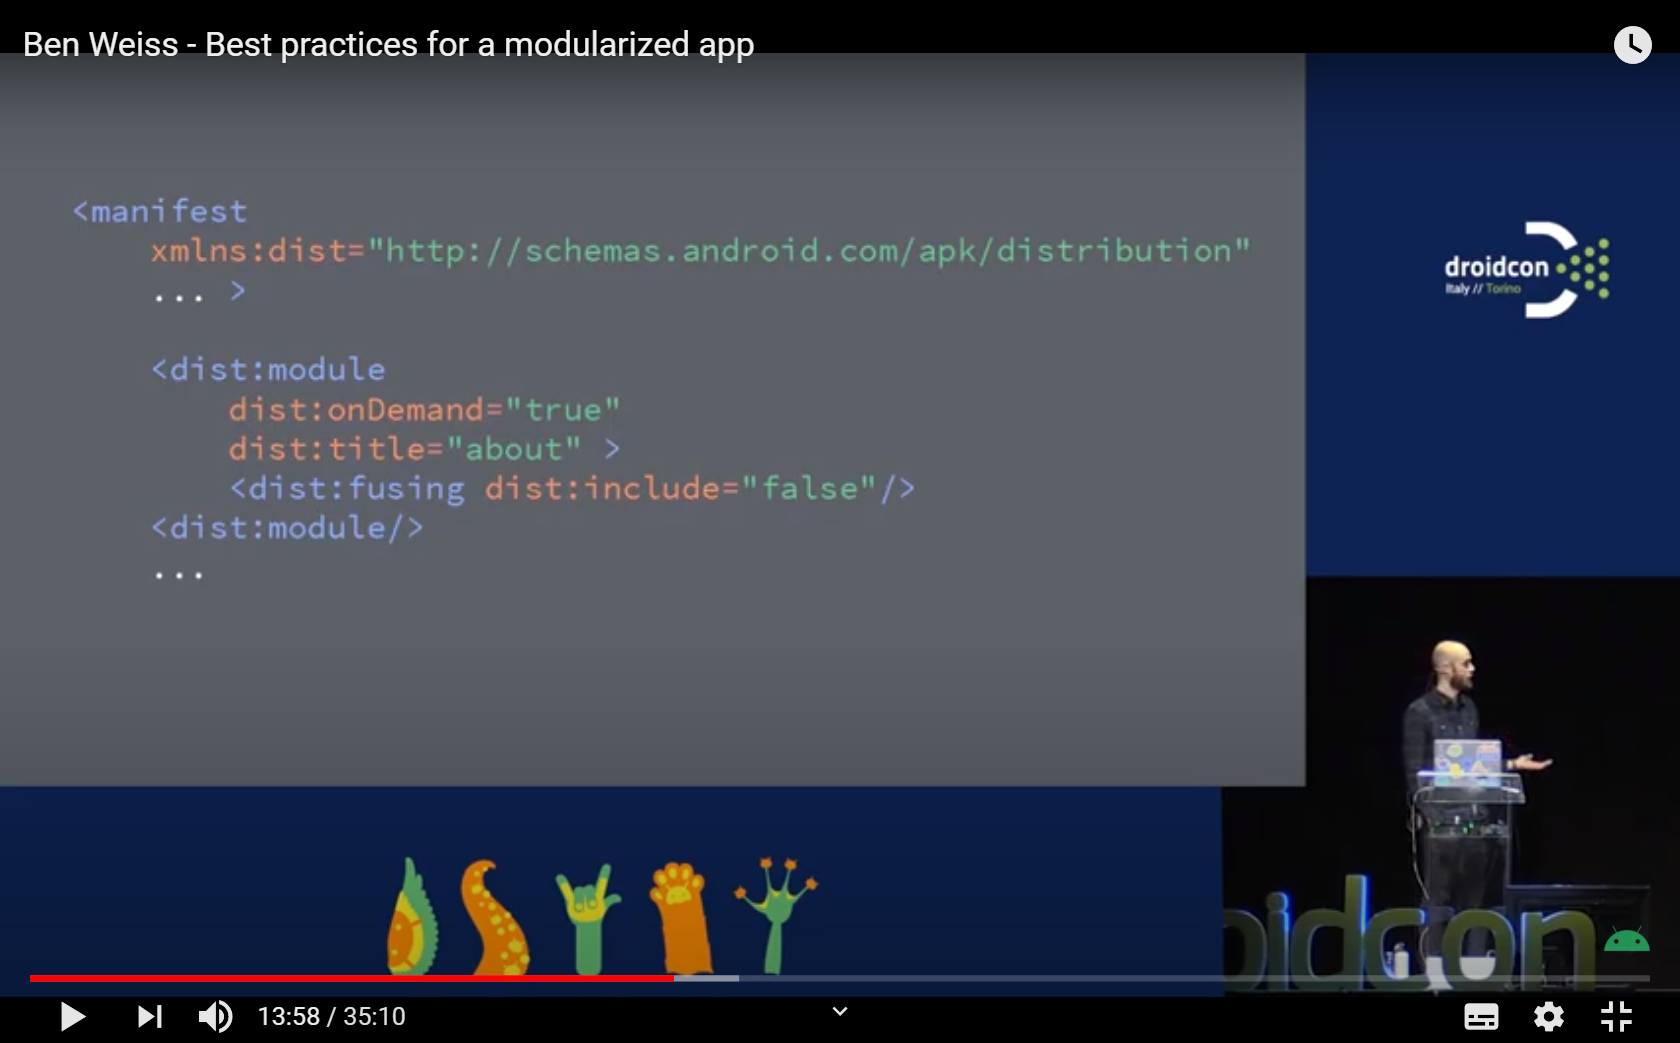 Ben Weiss - Best practices for a modularized app
<manifest
xmlns:dist="http://schemas.android.com/apk/distribution"
... >
<dist:module
dist:onDemand="true"
dist:title="about" >
<dist:fusing dist:include="false"/>
<dist:module/>
...
droidcon
Italy // Torino
oidcon
13:58 / 35:10